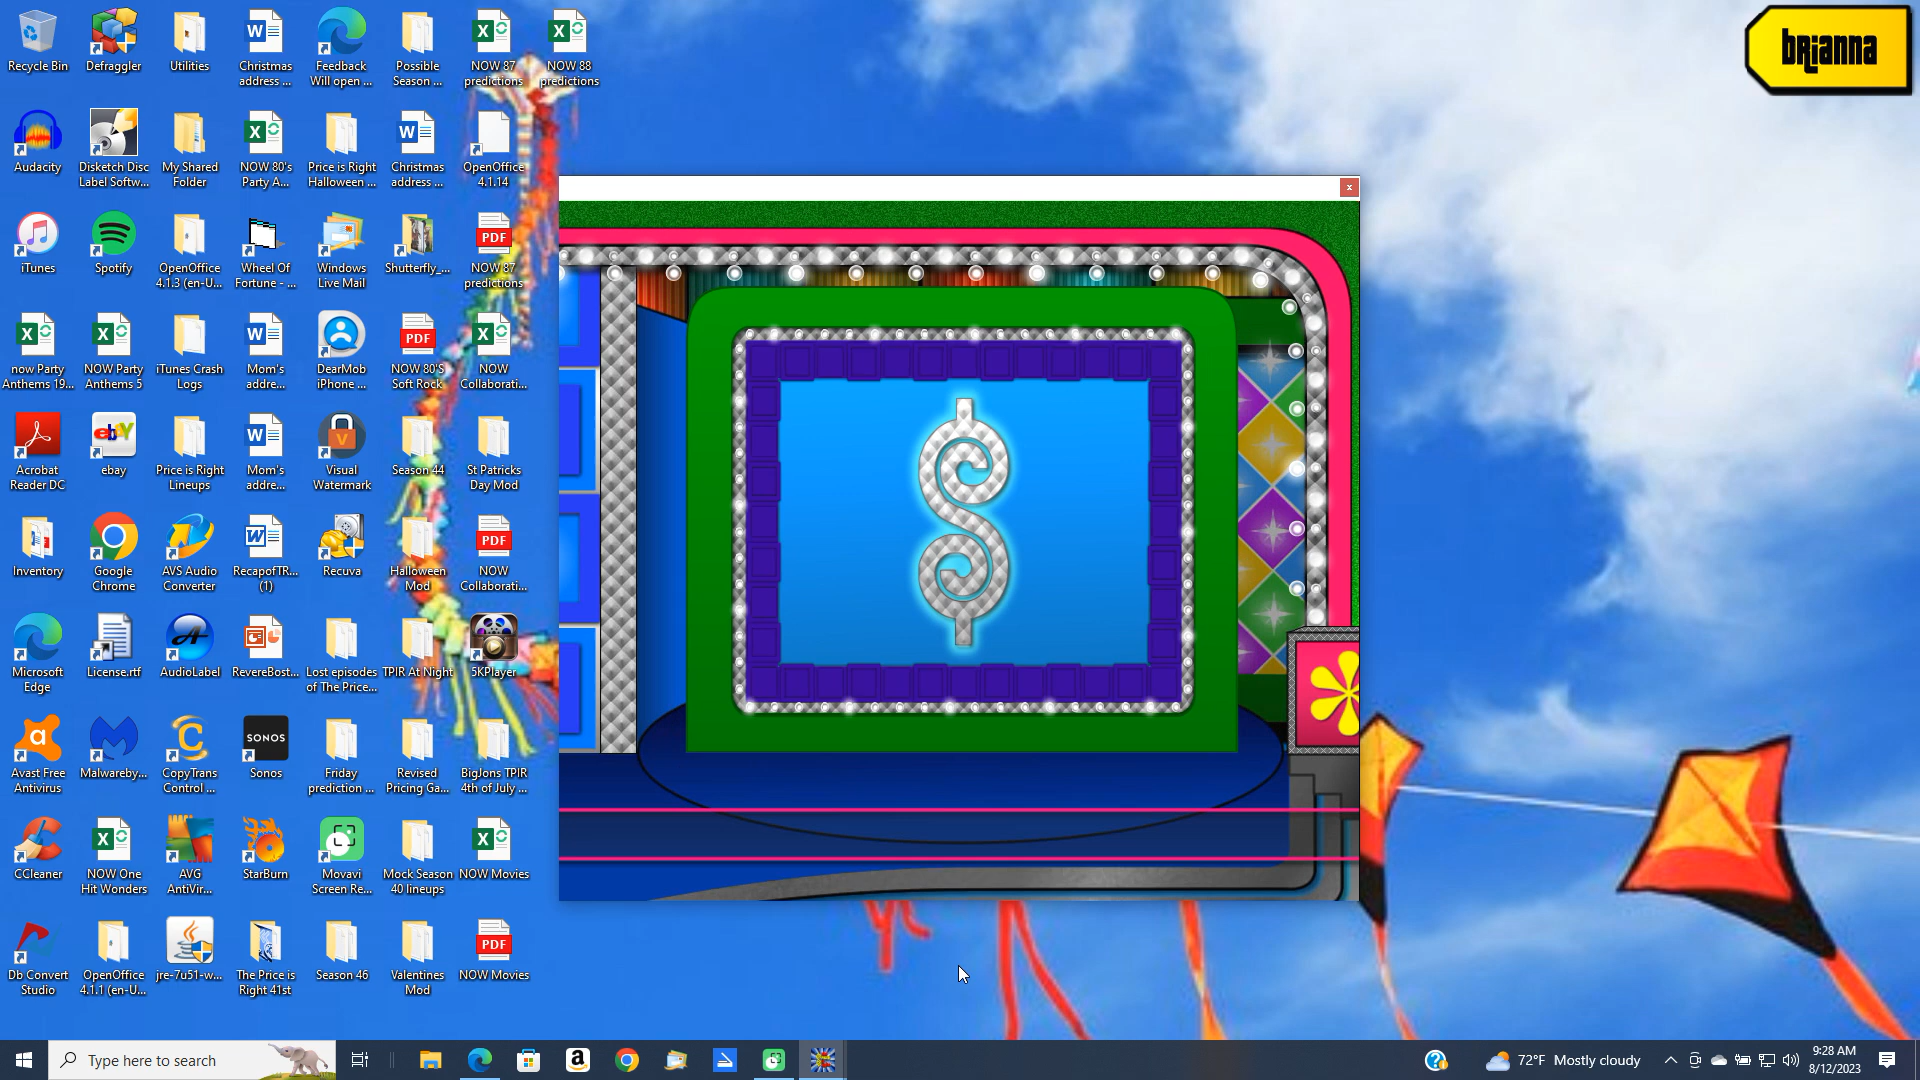 Recycle Bin
Defraggler
Utilities
Christmas
address ...
Feedback
Will open ...
Possible
Season ...
NOW 87
predictions
NOW 88
predictions
brianna
Audacity
Disketch Disc
Label Softw...
My Shared
Folder
NOW 80's
Party A...
Price is Right
Halloween ...
Christmas
address ...
OpenOffice
4.1.14
iTunes
Spotify
OpenOffice
4.1.3 (en-U...
Wheel Of
Fortune - ...
Windows
Live Mail
Shutterfly_...
PDF
NOW 87
predictions
now Party
Anthems 19...
NOW Party
Anthems 5
iTunes Crash
Logs
Mom's
addre...
DearMob
iPhone ...
PDF
NOW 80'S
Soft Rock
NOW
Collaborati...
Acrobat
Reader DC
ebay
ebay
Price is Right
Lineups
Mom's
addre...
Visual
Watermark
Season 44
St Patricks
Day Mod
Inventory
Google
Chrome
AVS Audio
Converter
RecapofTR...
(1)
Recuva
Halloween
Mod
PDF
NOW
Collaborati...
Microsoft
Edge
License.rtf
AudioLabel
RevereBost...
Lost episodes
of The Price...
TPIR At Night
5KPlayer
Avast Free
Antivirus
Malwareby...
CopyTrans
Control ...
SONOS
Sonos
Friday
prediction ...
Revised
Pricing Ga...
BigJons TPIR
4th of July ...
CCleaner
NOW One
Hit Wonders
AVG
AntiVir...
StarBurn
Movavi
Screen Re...
Mock Season
40 lineups
NOW Movies
Db Convert
Studio
OpenOffice
4.1.1 (en-U...
jre-7u51-w...
The Price is
Right 41st
Season 46
Valentines
Mod
PDF
NOW Movies
Type here to search
72°F Mostly cloudy
9:28 AM
8/12/2023